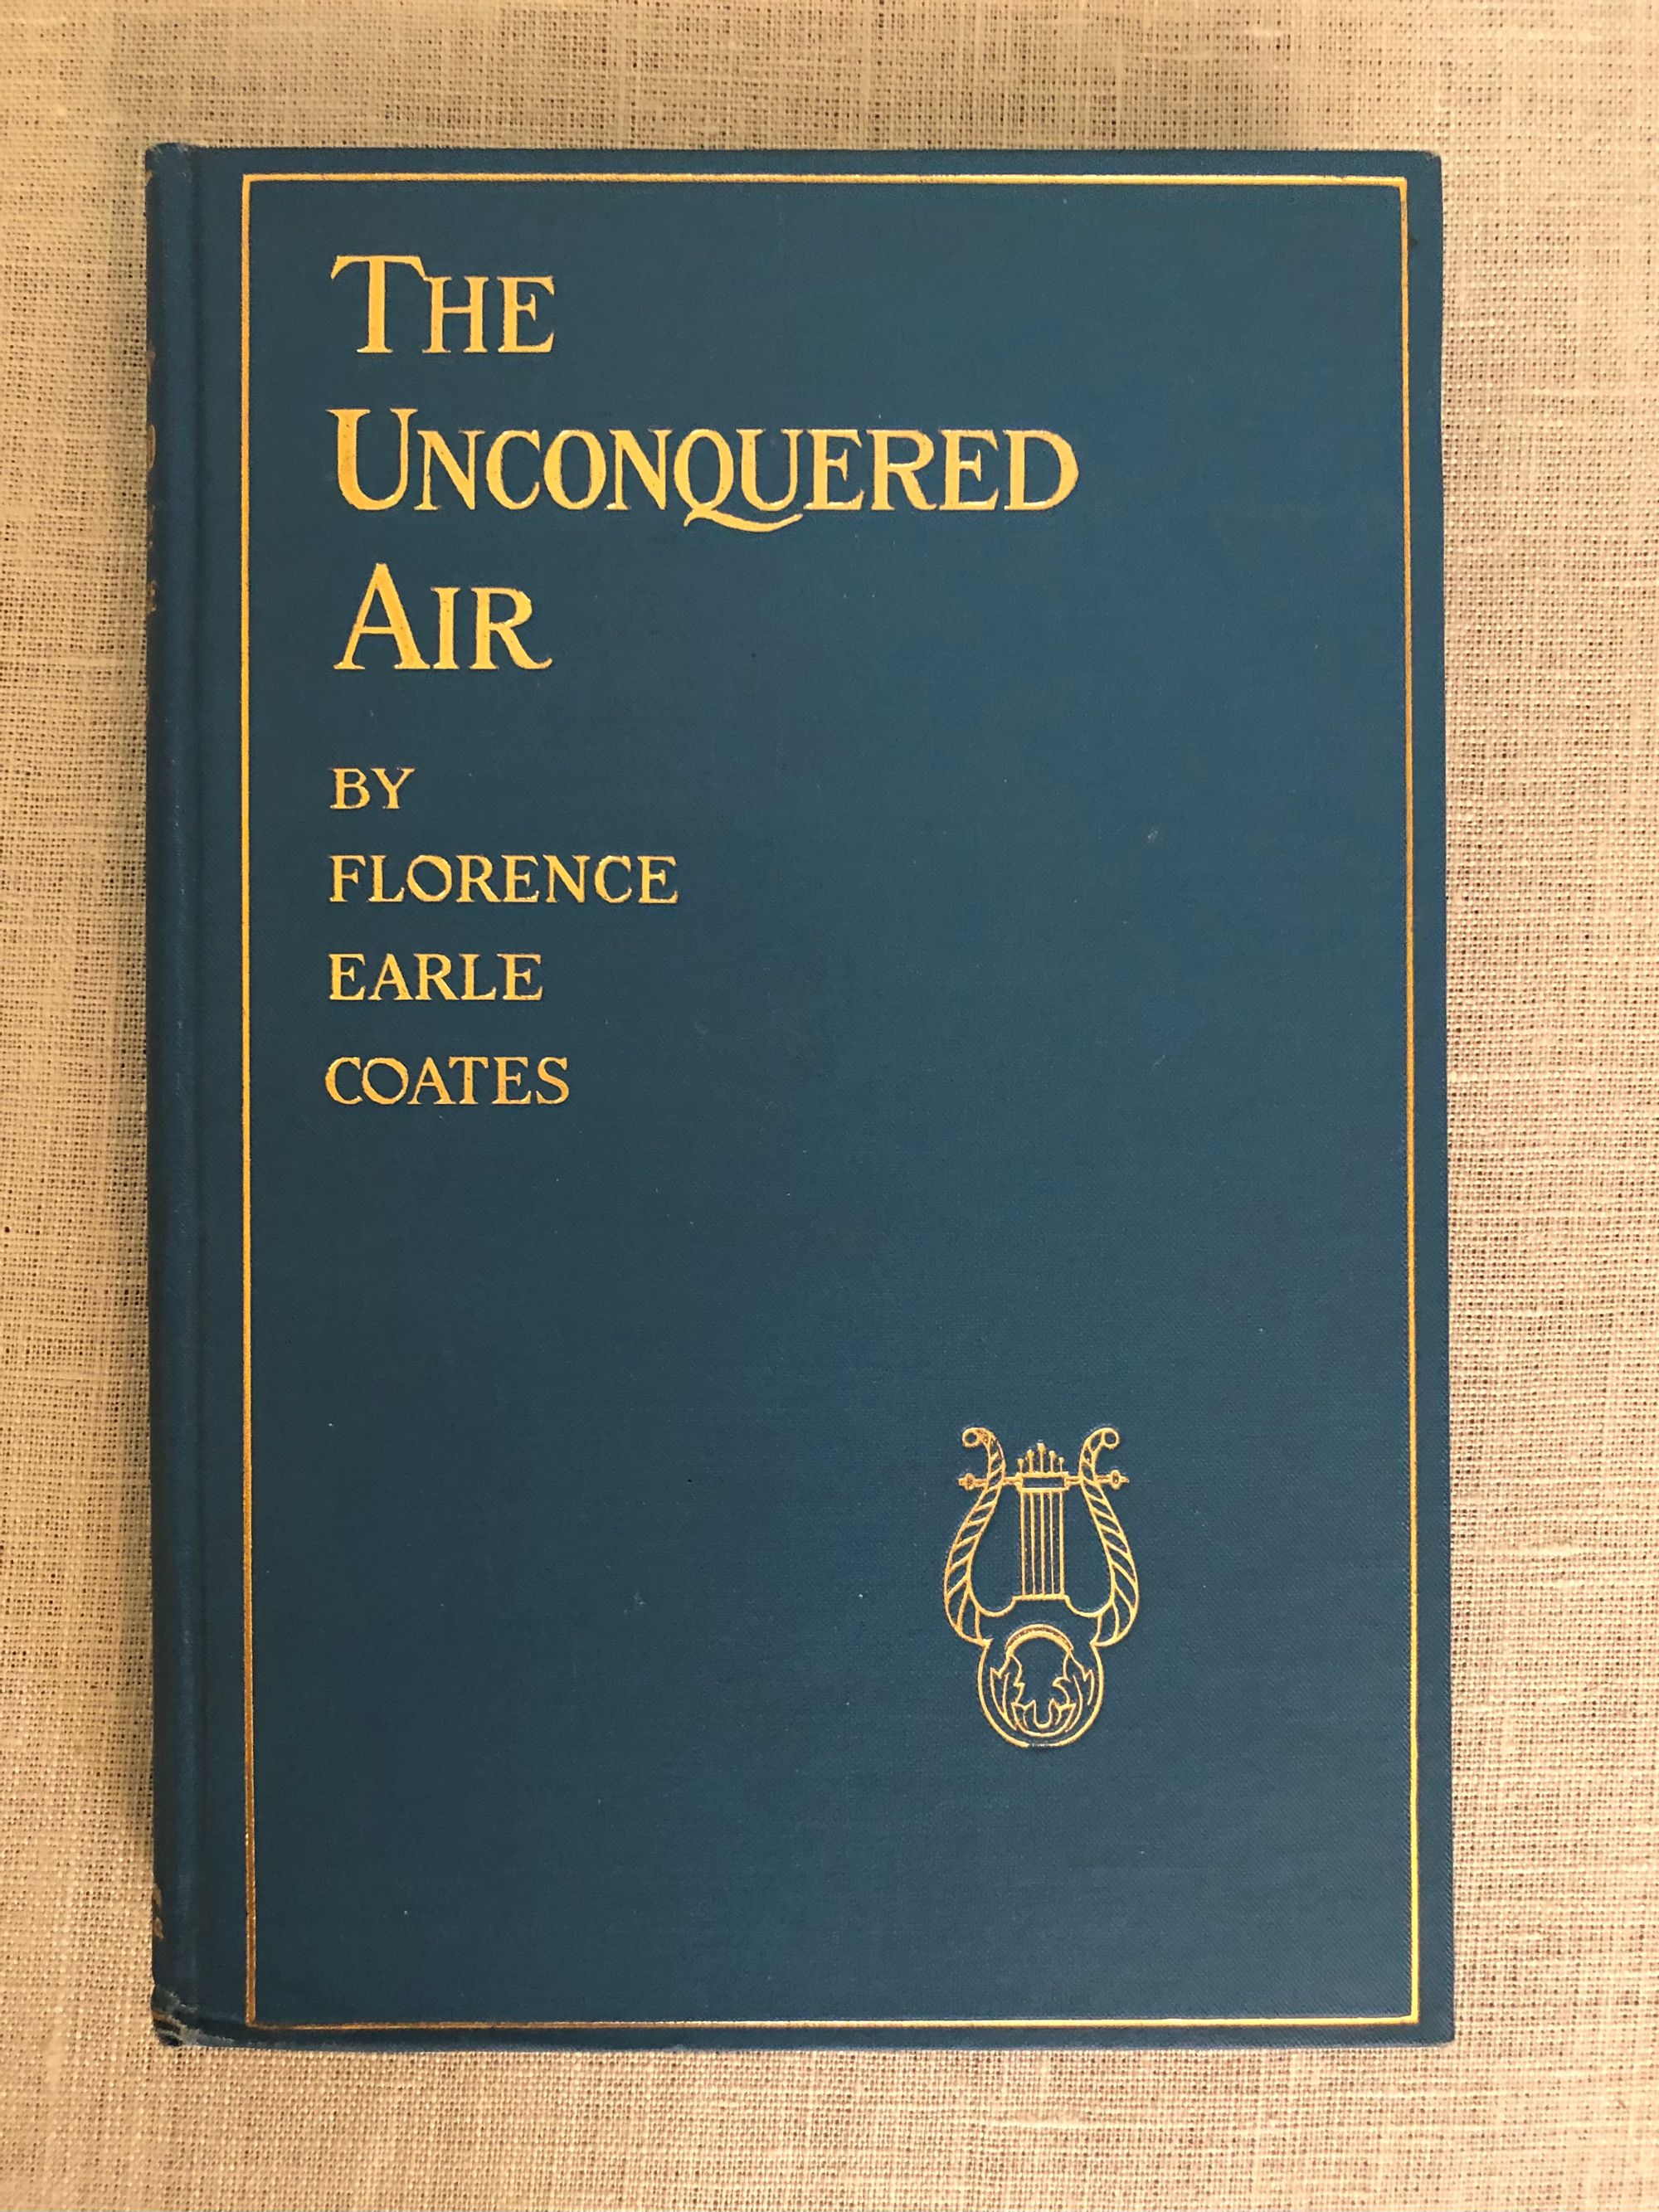 THE
UNCONQUERED
AIR
BY
FLORENCE
EARLE
COATES